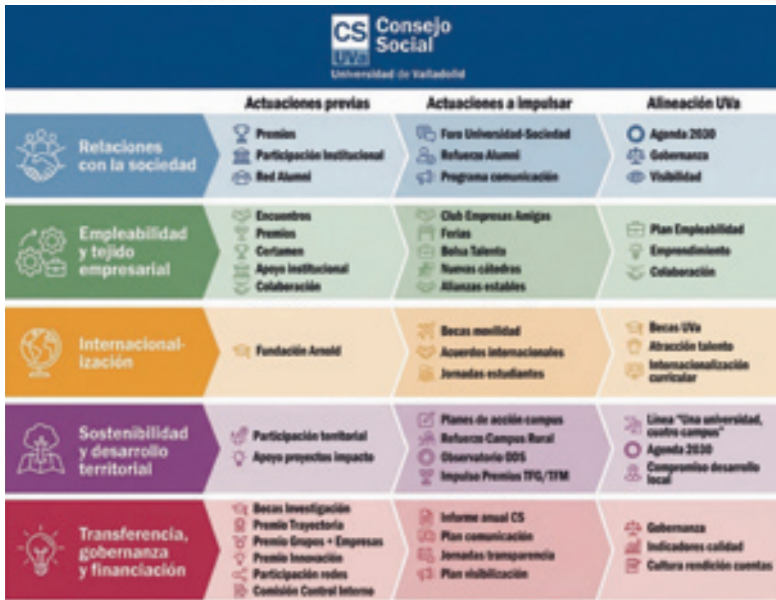 CS
UVa
Consejo
Social
Universidad de Valladolid
Actuaciones previas
Actuaciones a impulsar
Alineación UVa
Relaciones
con la sociedad
Premios
Participación Institucional
Red Alumni
Foro Universidad-Sociedad
Refuerzo Alumni
Programa comunicación
Agenda 2030
Gobernanza
Visibilidad
Empleabilidad
y tejido
empresarial
Encuentros
Premios
Certamen
Apoyo institucional
Colaboración
Club Empresas Amigas
Ferias
Bolsa Talento
Nuevas cátedras
Alianzas estables
Plan Empleabilidad
Emprendimiento
Colaboración
Internacional-
ización
Fundación Arnold
Becas movilidad
Acuerdos internacionales
Jornadas estudiantes
Becas UVa
Atracción talento
Internacionalización
curricular
Sostenibilidad
y desarrollo
territorial
Participación territorial
Apoyo proyectos impacto
Planes de acción campus
Refuerzo Campus Rural
Observatorio ODS
Impulso Premios TFG/TFM
Línea "Una universidad,
cuatro campus"
Agenda 2030
Compromiso desarrollo
local
Transferencia,
gobernanza
y financiación
Becas Investigación
Premio Trayectoria
Premio Grupos + Empresas
Premio Innovación
Participación redes
Comisión Control Interno
Informe anual CS
Plan comunicación
Jornadas transparencia
Plan visibilización
Gobernanza
Indicadores calidad
Cultura rendición cuentas